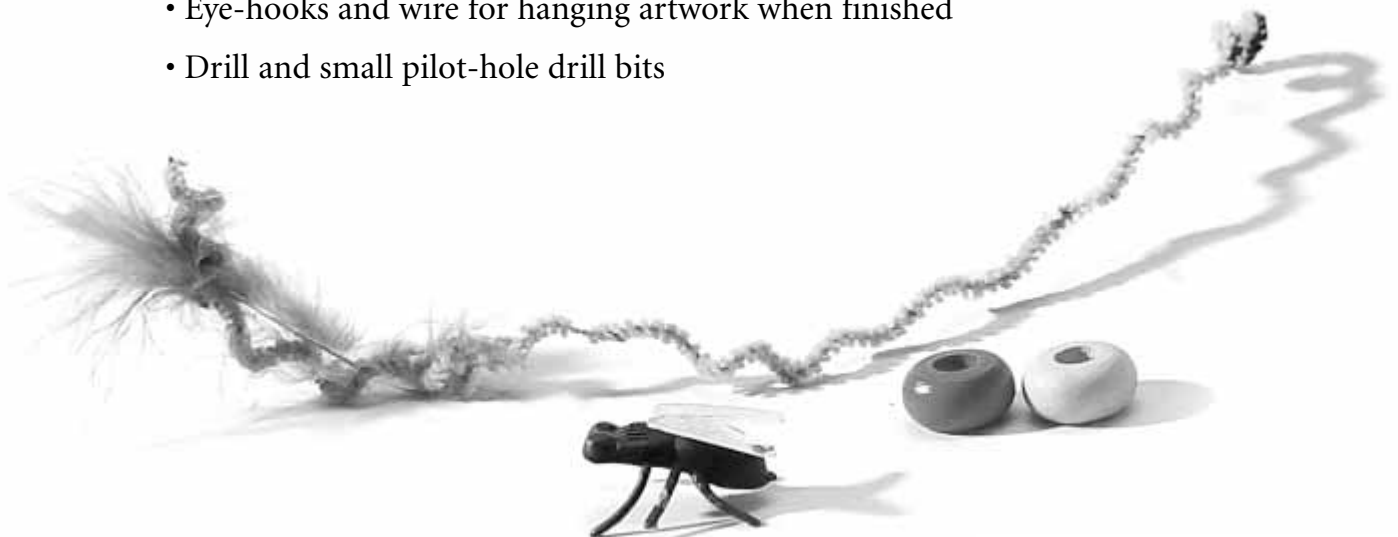 • Eye-hooks and wire for hanging artwork when finished
• Drill and small pilot-hole drill bits